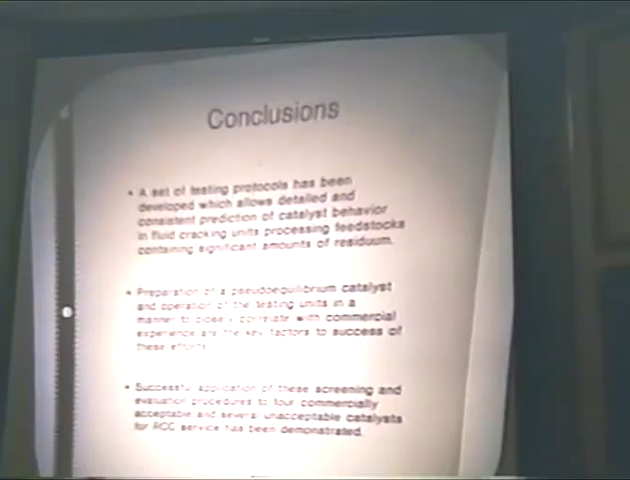 Conclusions
• A set of testing protocols has been
developed which allows detailed and
consistent prediction of catalyst behavior
in fluid cracking units processing feedstocks
containing significant amounts of residuum.
• Preparation of a pseudoequilibrium catalyst
and operation of the testing units in a
manner to closely correlate with commercial
experience are the key factors to success of
these efforts.
• Successful application of these screening and
evaluation procedures to four commercially
acceptable and several unacceptable catalysts
for RCC service has been demonstrated.